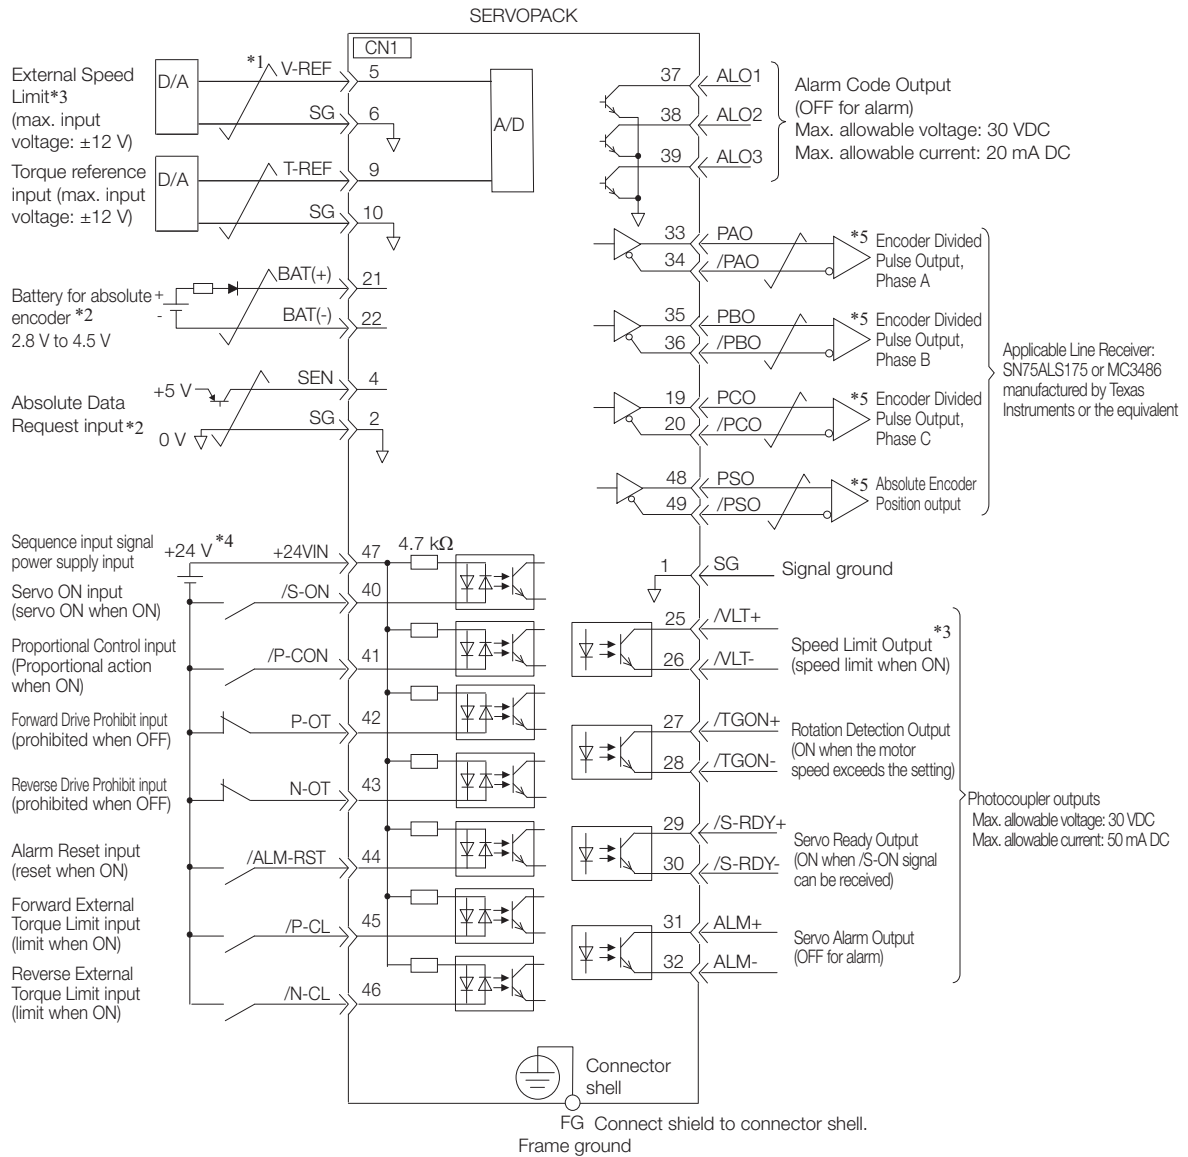 SERVOPACK
CN1
External Speed
Limit*3
(max. input
voltage: ±12 V)
D/A
*1
V-REF
5
SG
6
A/D
Torque reference
input (max. input
voltage: ±12 V)
D/A
T-REF
9
SG
10
Battery for absolute
encoder *2
2.8 V to 4.5 V
+
-
BAT(+)
21
BAT(-)
22
Absolute Data
Request input*2
+5 V
0 V
SEN
4
SG
2
Sequence input signal
power supply input
+24 V *4
+24VIN
47
4.7 kΩ
Servo ON input
(servo ON when ON)
/S-ON
40
Proportional Control input
(Proportional action
when ON)
/P-CON
41
Forward Drive Prohibit input
(prohibited when OFF)
P-OT
42
Reverse Drive Prohibit input
(prohibited when OFF)
N-OT
43
Alarm Reset input
(reset when ON)
/ALM-RST
44
Forward External
Torque Limit input
(limit when ON)
/P-CL
45
Reverse External
Torque Limit input
(limit when ON)
/N-CL
46
37
ALO1
38
ALO2
39
ALO3
Alarm Code Output
(OFF for alarm)
Max. allowable voltage: 30 VDC
Max. allowable current: 20 mA DC
33
PAO
34
/PAO
*5 Encoder Divided
Pulse Output,
Phase A
35
PBO
36
/PBO
*5 Encoder Divided
Pulse Output,
Phase B
19
PCO
20
/PCO
*5 Encoder Divided
Pulse Output,
Phase C
48
PSO
49
/PSO
*5 Absolute Encoder
Position output
Applicable Line Receiver:
SN75ALS175 or MC3486
manufactured by Texas
Instruments or the equivalent
1
SG
Signal ground
25
/VLT+
26
/VLT-
Speed Limit Output *3
(speed limit when ON)
27
/TGON+
28
/TGON-
Rotation Detection Output
(ON when the motor
speed exceeds the setting)
29
/S-RDY+
30
/S-RDY-
Servo Ready Output
(ON when /S-ON signal
can be received)
31
ALM+
32
ALM-
Servo Alarm Output
(OFF for alarm)
Photocoupler outputs
Max. allowable voltage: 30 VDC
Max. allowable current: 50 mA DC
Connector
shell
FG Connect shield to connector shell.
Frame ground